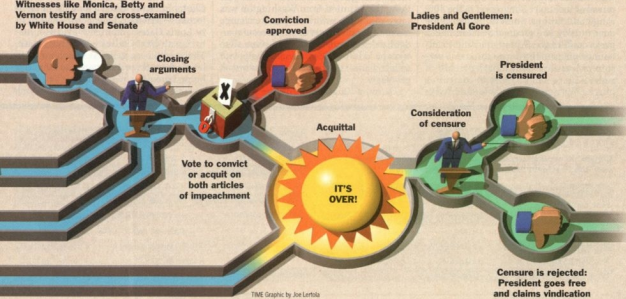 Witnesses like Monica, Betty and
Vernon testify and are cross-examined
by White House and Senate
Closing
arguments
Conviction
approved
Ladies and Gentlemen:
President Al Gore
President
is censured
Vote to convict
or acquit on
both articles
of impeachment
X
Acquittal
IT'S
OVER!
Consideration
of censure
Censure is rejected:
President goes free
and claims vindication
TIME Graphic by Joe Lertola